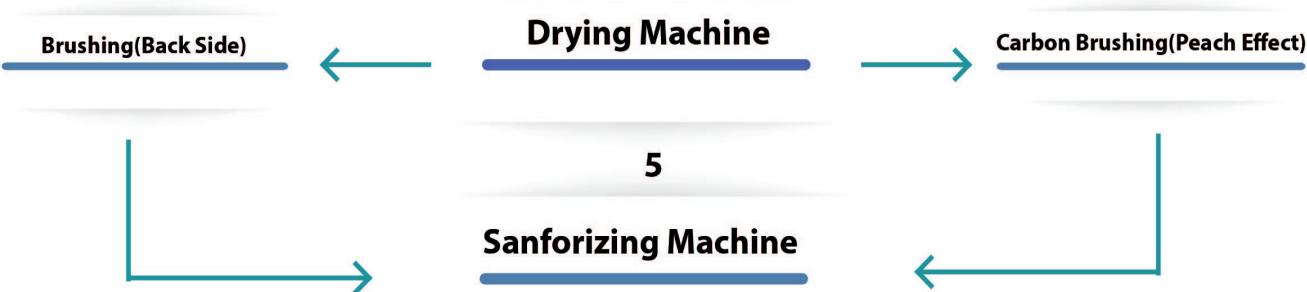 Drying Machine
Brushing(Back Side)
Carbon Brushing(Peach Effect)
5
Sanforizing Machine